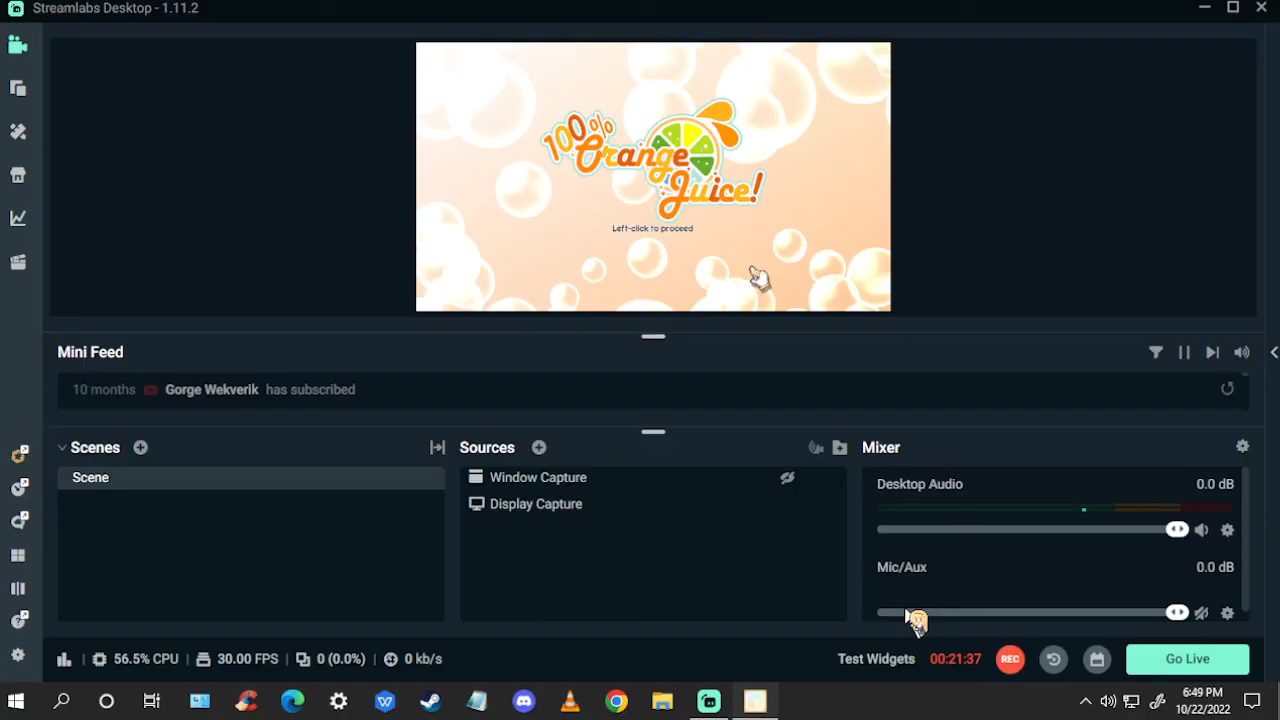 Streamlabs Desktop - 1.11.2
100%
Orange
Juice!
Left-click to proceed
Mini Feed
10 months Gorge Wekverik has subscribed
Scenes
Sources
Mixer
Scene
Window Capture
Display Capture
Desktop Audio 0.0 dB
Mic/Aux 0.0 dB
56.5% CPU 30.00 FPS 0 (0.0%) 0 kb/s
Test Widgets 00:21:37 REC Go Live
6:49 PM
10/22/2022